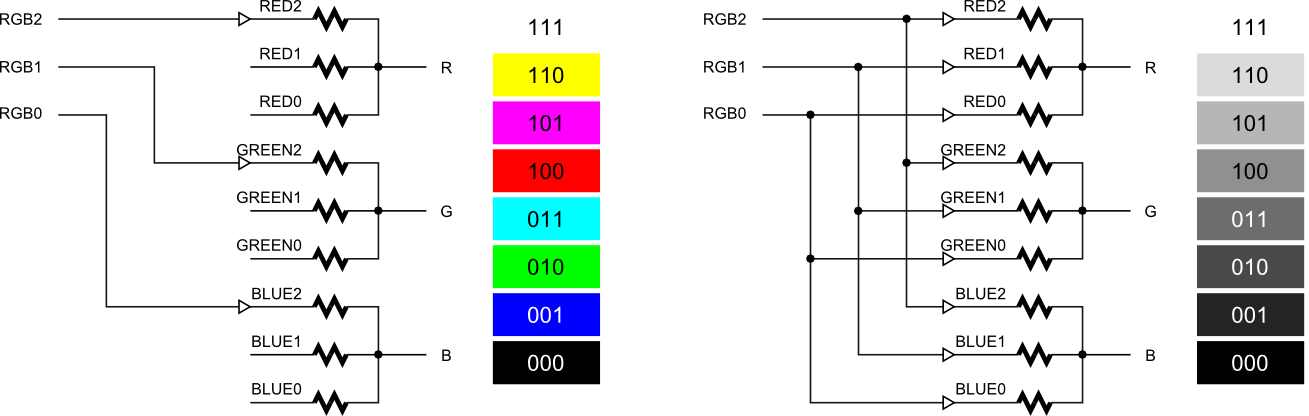 RGB2
RED2
RGB1
RED1
R
RGB0
RED0
GREEN2
GREEN1
G
GREEN0
BLUE2
BLUE1
B
BLUE0
111
110
101
100
011
010
001
000
RGB2
RED2
RGB1
RED1
R
RGB0
RED0
GREEN2
GREEN1
G
GREEN0
BLUE2
BLUE1
B
BLUE0
111
110
101
100
011
010
001
000